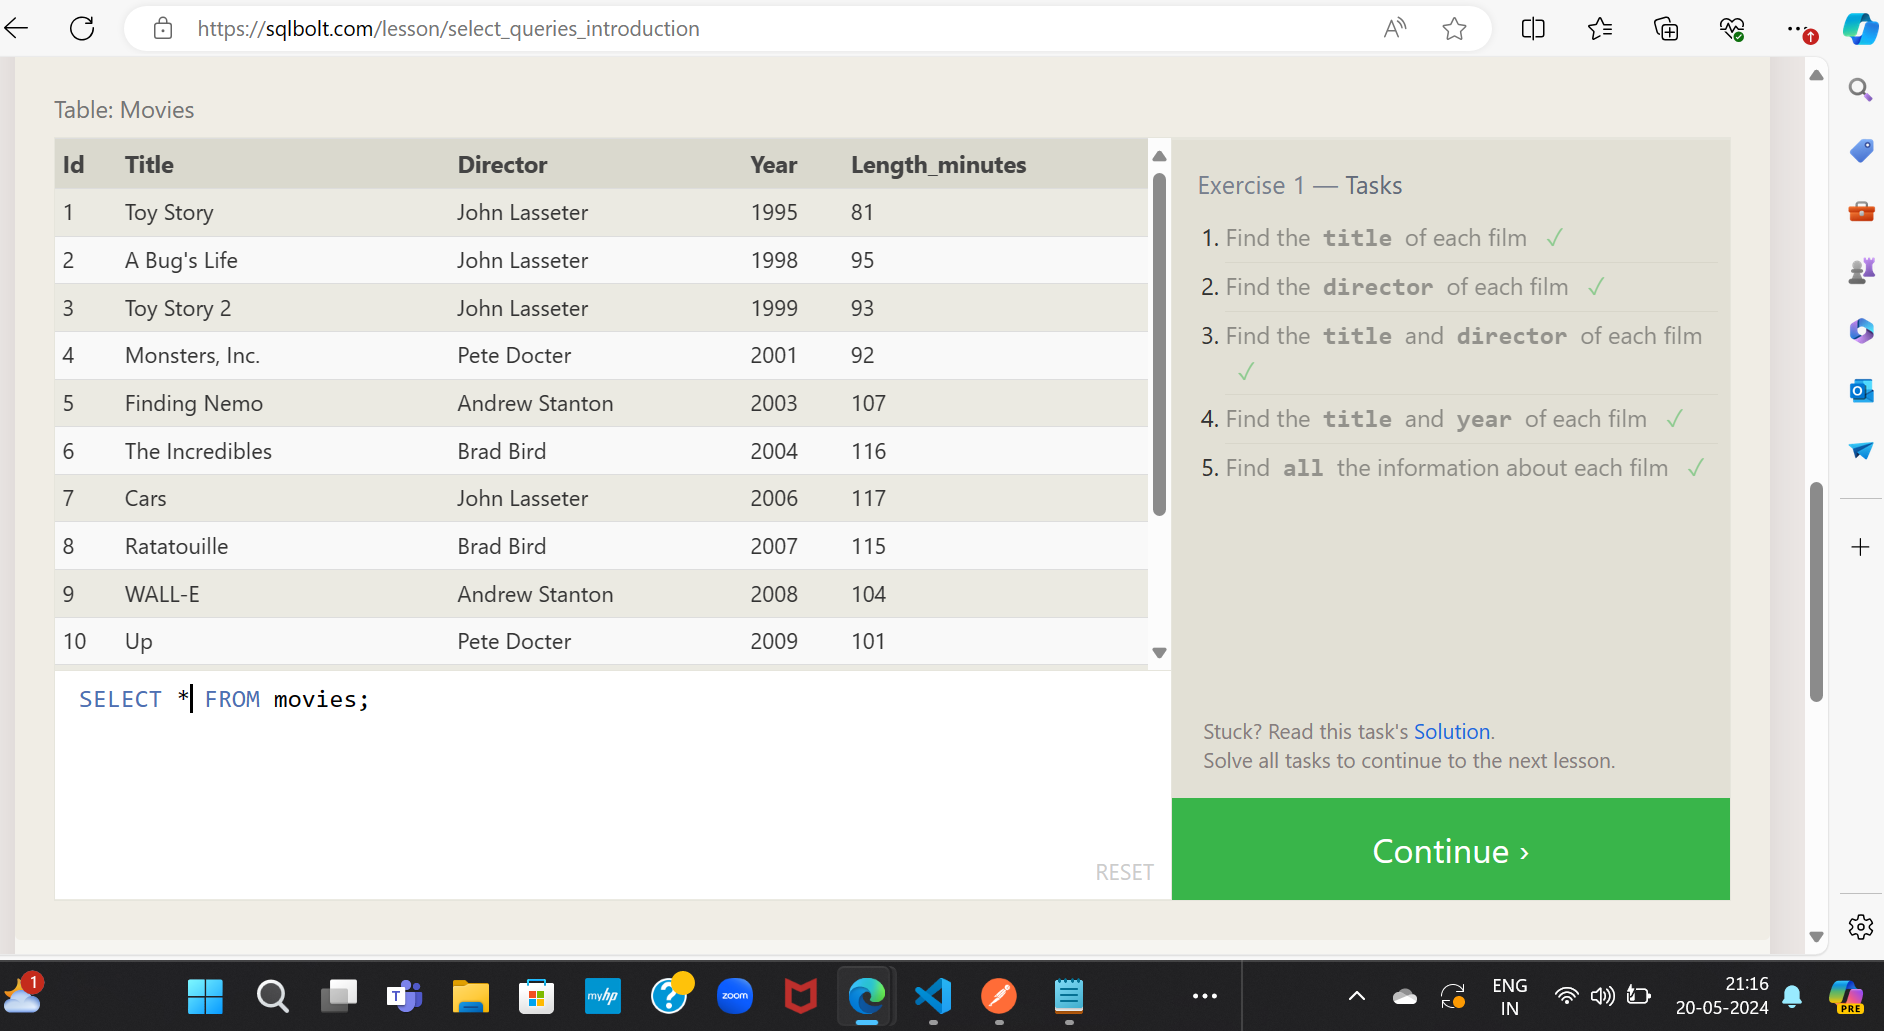 https://sqlbolt.com/lesson/select_queries_introduction
Table: Movies
Id Title Director Year Length_minutes
1 Toy Story John Lasseter 1995 81
2 A Bug's Life John Lasseter 1998 95
3 Toy Story 2 John Lasseter 1999 93
4 Monsters, Inc. Pete Docter 2001 92
5 Finding Nemo Andrew Stanton 2003 107
6 The Incredibles Brad Bird 2004 116
7 Cars John Lasseter 2006 117
8 Ratatouille Brad Bird 2007 115
9 WALL-E Andrew Stanton 2008 104
10 Up Pete Docter 2009 101
SELECT * FROM movies;
RESET
Exercise 1 — Tasks
1. Find the title of each film ✓
2. Find the director of each film ✓
3. Find the title and director of each film
✓
4. Find the title and year of each film ✓
5. Find all the information about each film ✓
Stuck? Read this task's Solution.
Solve all tasks to continue to the next lesson.
Continue ›
1
myhp
zoom
ENG
IN
21:16
20-05-2024
PRE